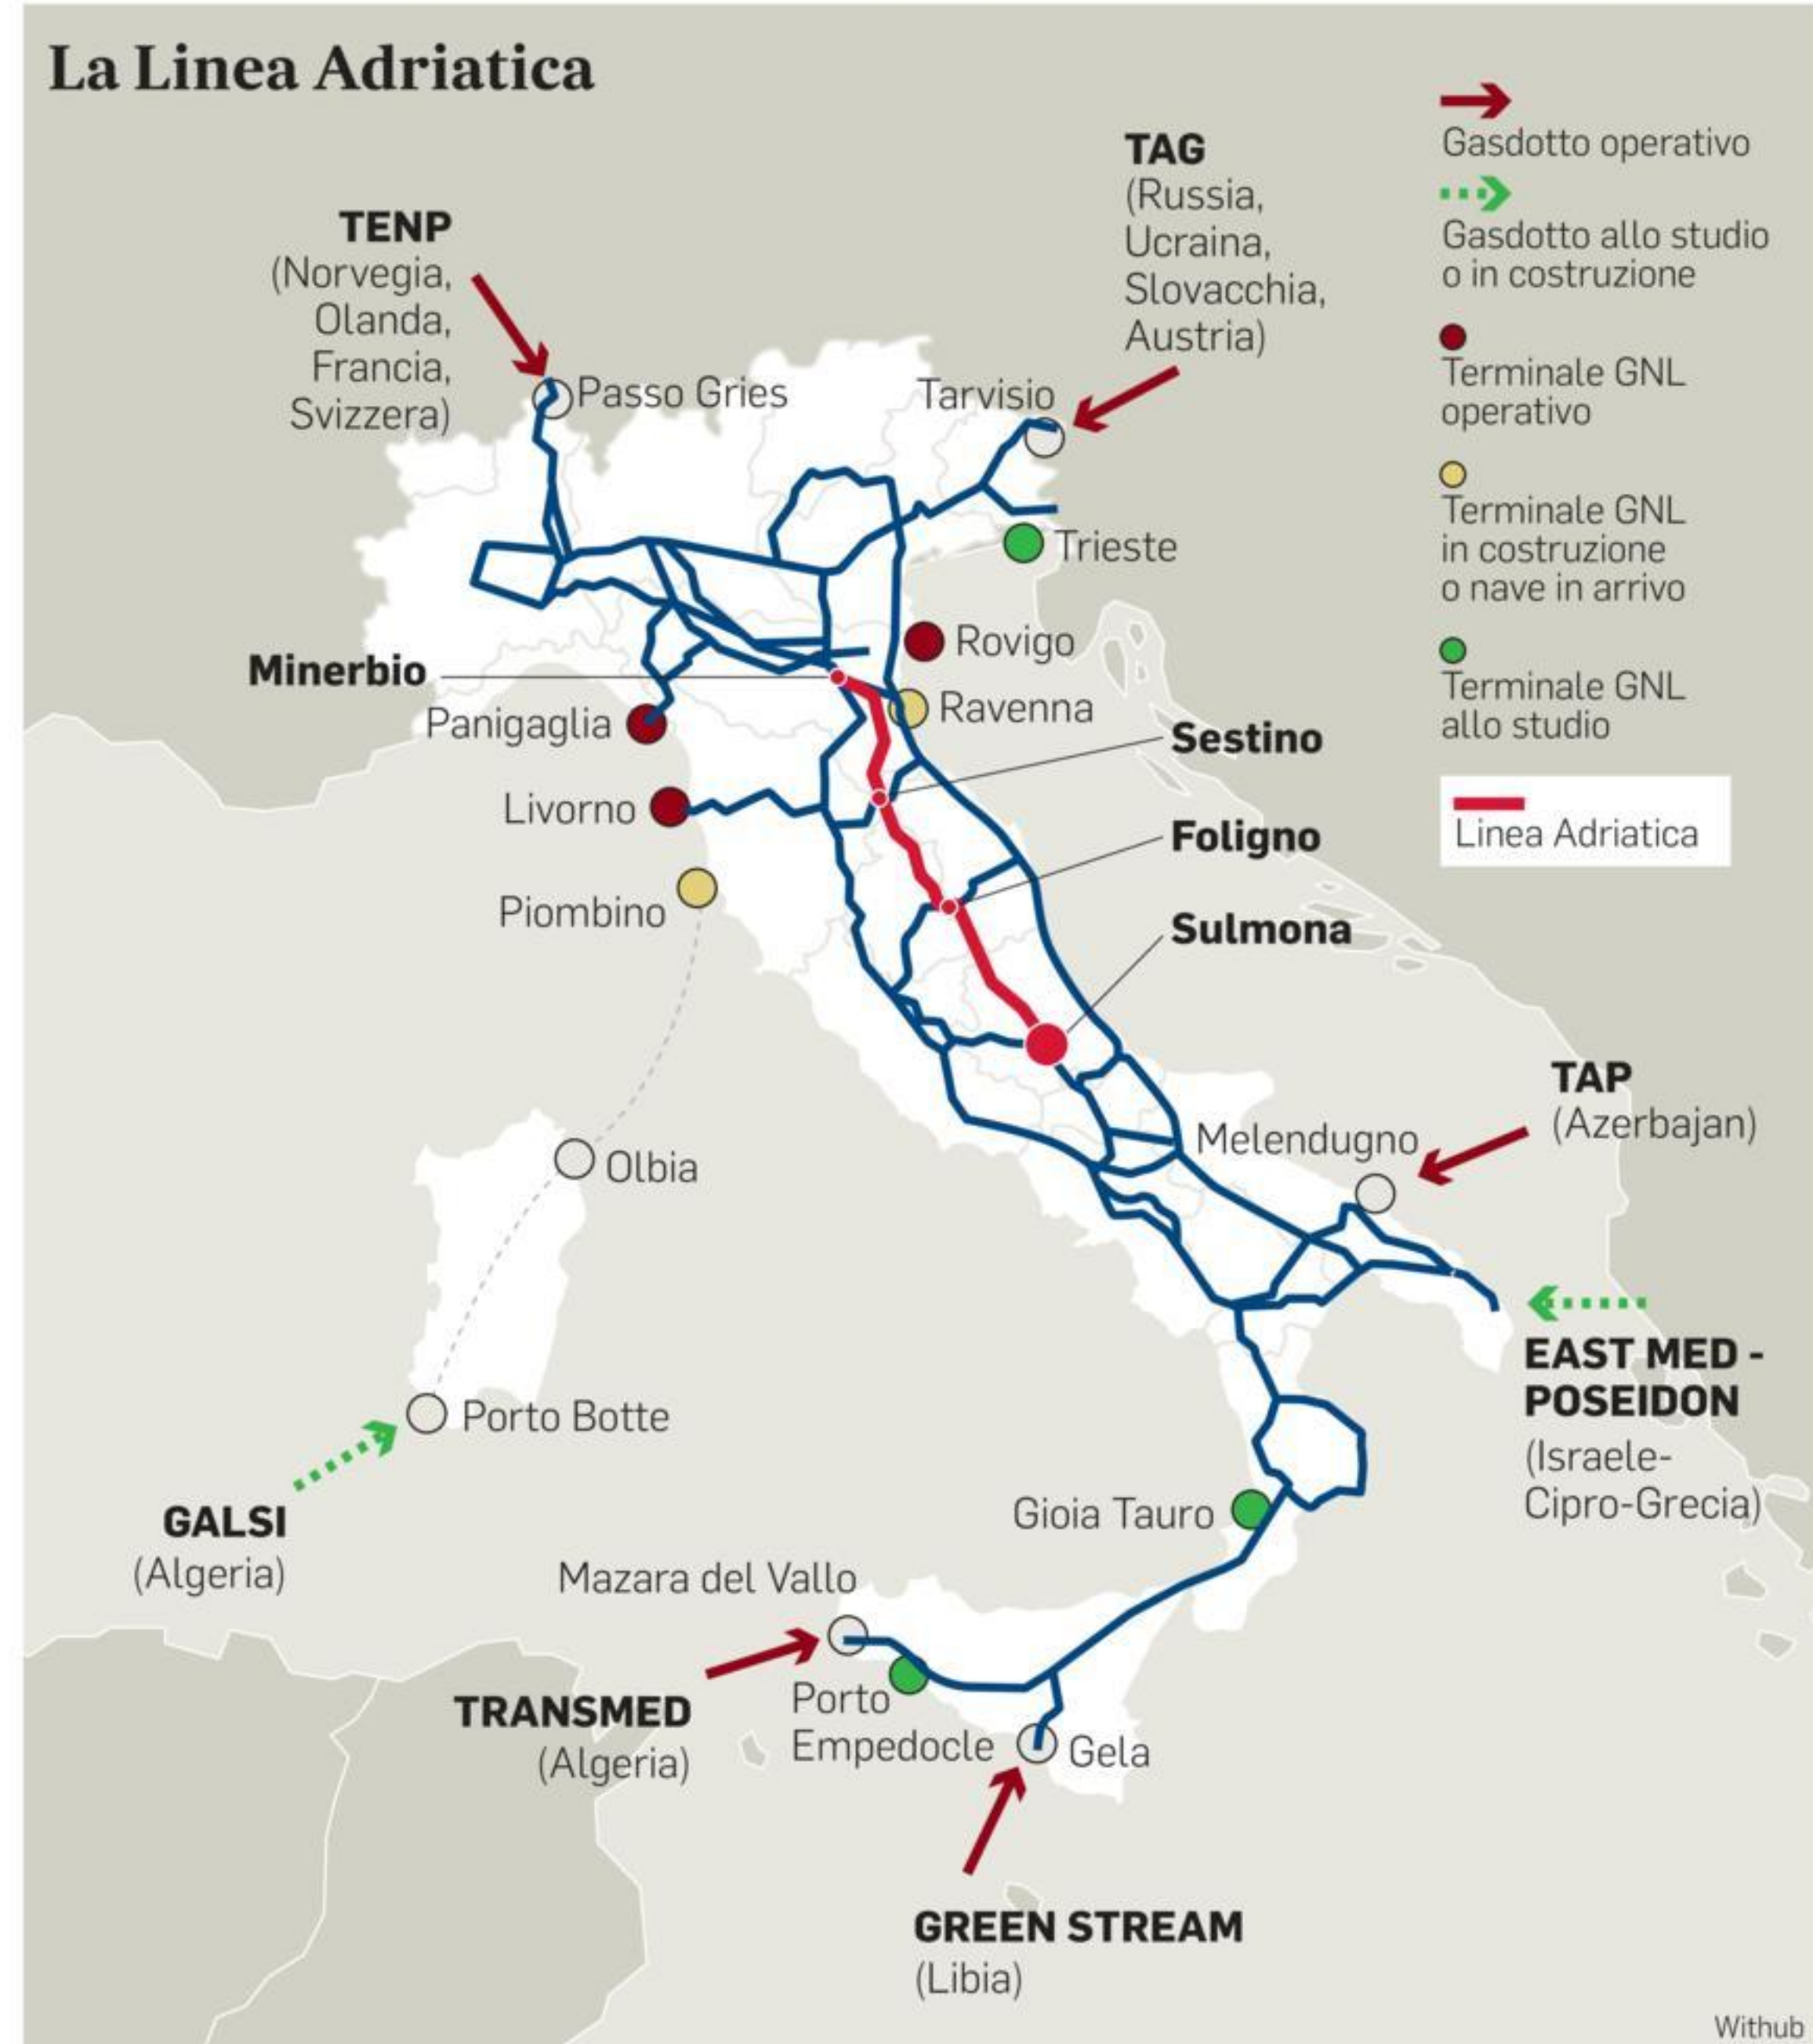 La Linea Adriatica
Gasdotto operativo
Gasdotto allo studio
o in costruzione
Terminale GNL
operativo
Terminale GNL
in costruzione
o nave in arrivo
Terminale GNL
allo studio
Linea Adriatica
TAG
(Russia,
Ucraina,
Slovacchia,
Austria)
TENP
(Norvegia,
Olanda,
Francia,
Svizzera)
Passo Gries
Tarvisio
Trieste
Rovigo
Minerbio
Ravenna
Panigaglia
Sestino
Livorno
Foligno
Piombino
Sulmona
TAP
(Azerbajan)
Melendugno
Olbia
EAST MED -
POSEIDON
(Israele-
Cipro-Grecia)
Porto Botte
GALSI
(Algeria)
Gioia Tauro
Mazara del Vallo
TRANSMED
(Algeria)
Porto
Empedocle
Gela
GREEN STREAM
(Libia)
Withub